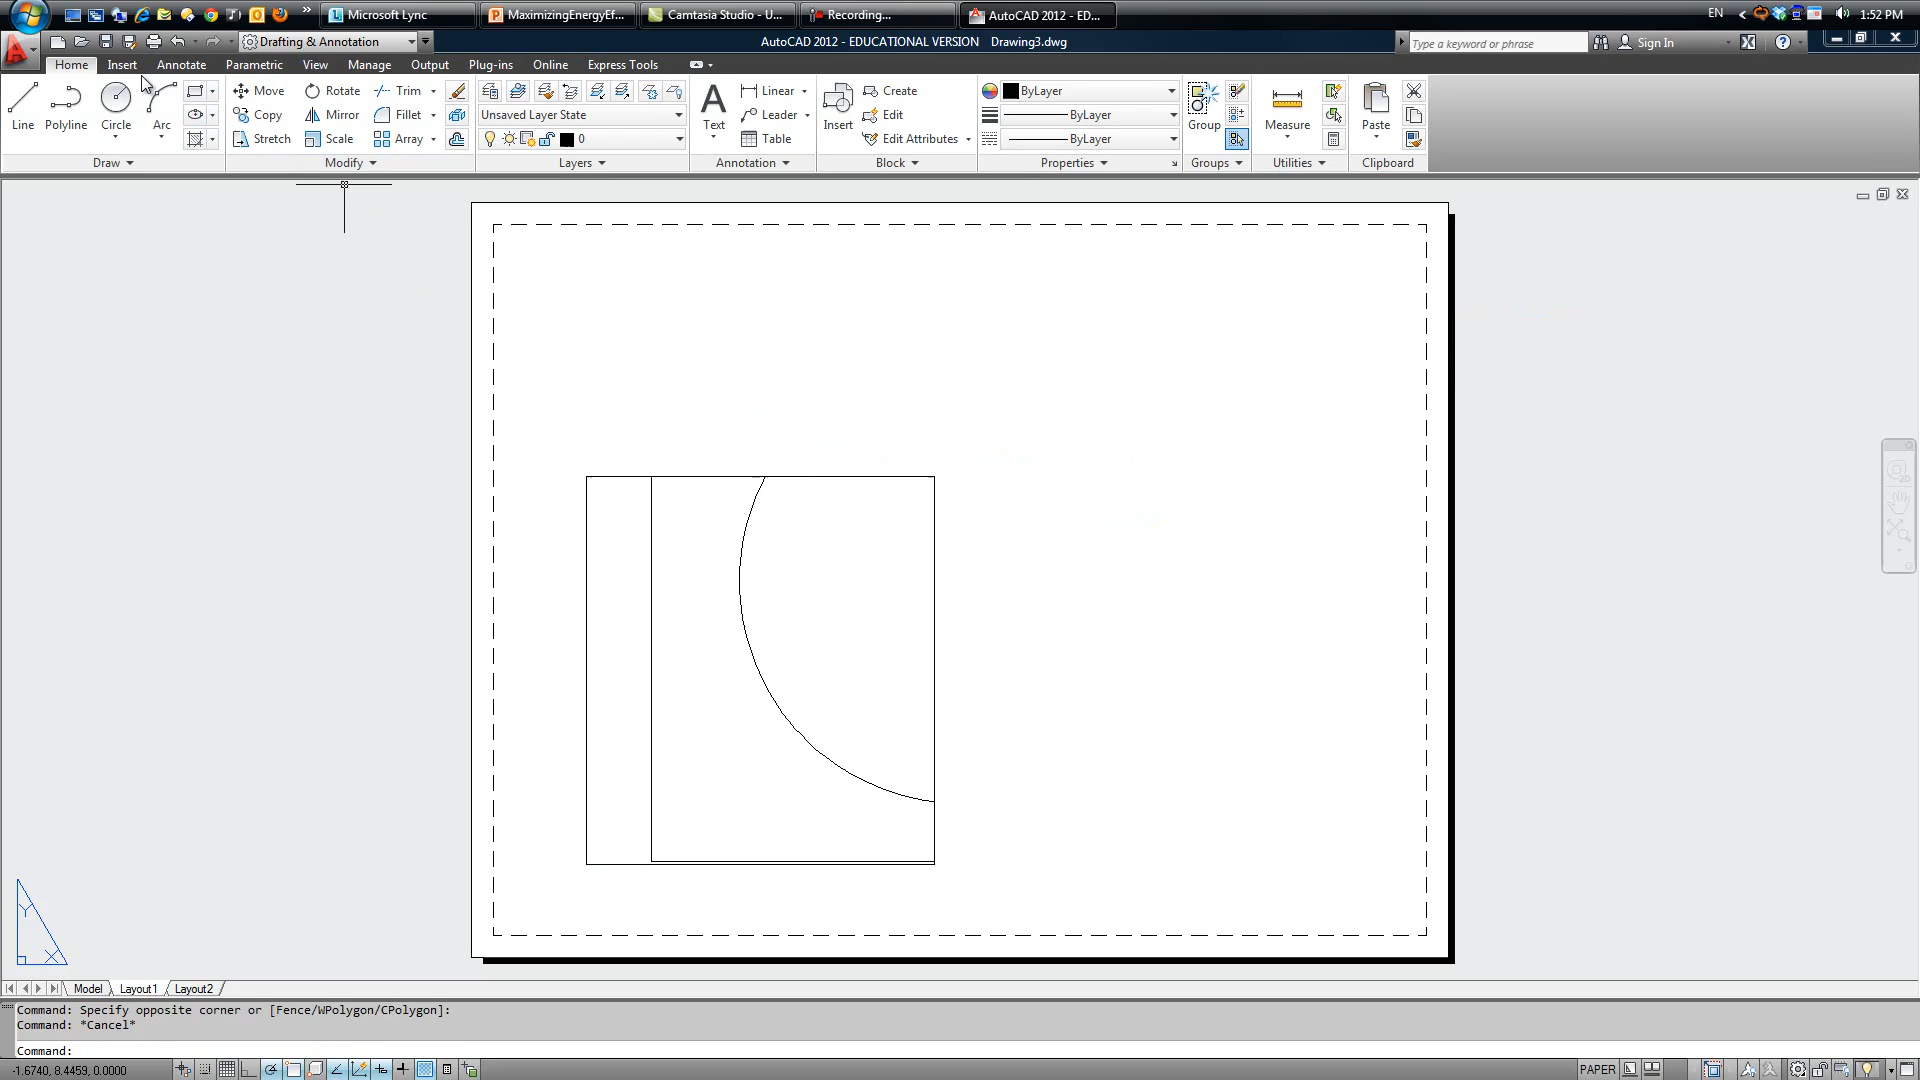 Microsoft Lync
MaximizingEnergyEf...
Camtasia Studio - U...
Recording...
AutoCAD 2012 - ED...
EN
1:52 PM
Drafting & Annotation
AutoCAD 2012 - EDUCATIONAL VERSION Drawing3.dwg
Type a keyword or phrase
Sign In
Home
Insert
Annotate
Parametric
View
Manage
Output
Plug-ins
Online
Express Tools
Line
Polyline
Circle
Arc
Draw
Move
Rotate
Trim
Copy
Mirror
Fillet
Stretch
Scale
Array
Modify
Unsaved Layer State
0
Layers
Text
Linear
Leader
Table
Annotation
Insert
Create
Edit
Edit Attributes
Block
ByLayer
ByLayer
ByLayer
Properties
Group
Groups
Measure
Utilities
Paste
Clipboard
Y
X
Model
Layout1
Layout2
Command: Specify opposite corner or [Fence/WPolygon/CPolygon]:
Command: *Cancel*
Command:
-1.6740, 8.4459, 0.0000
PAPER